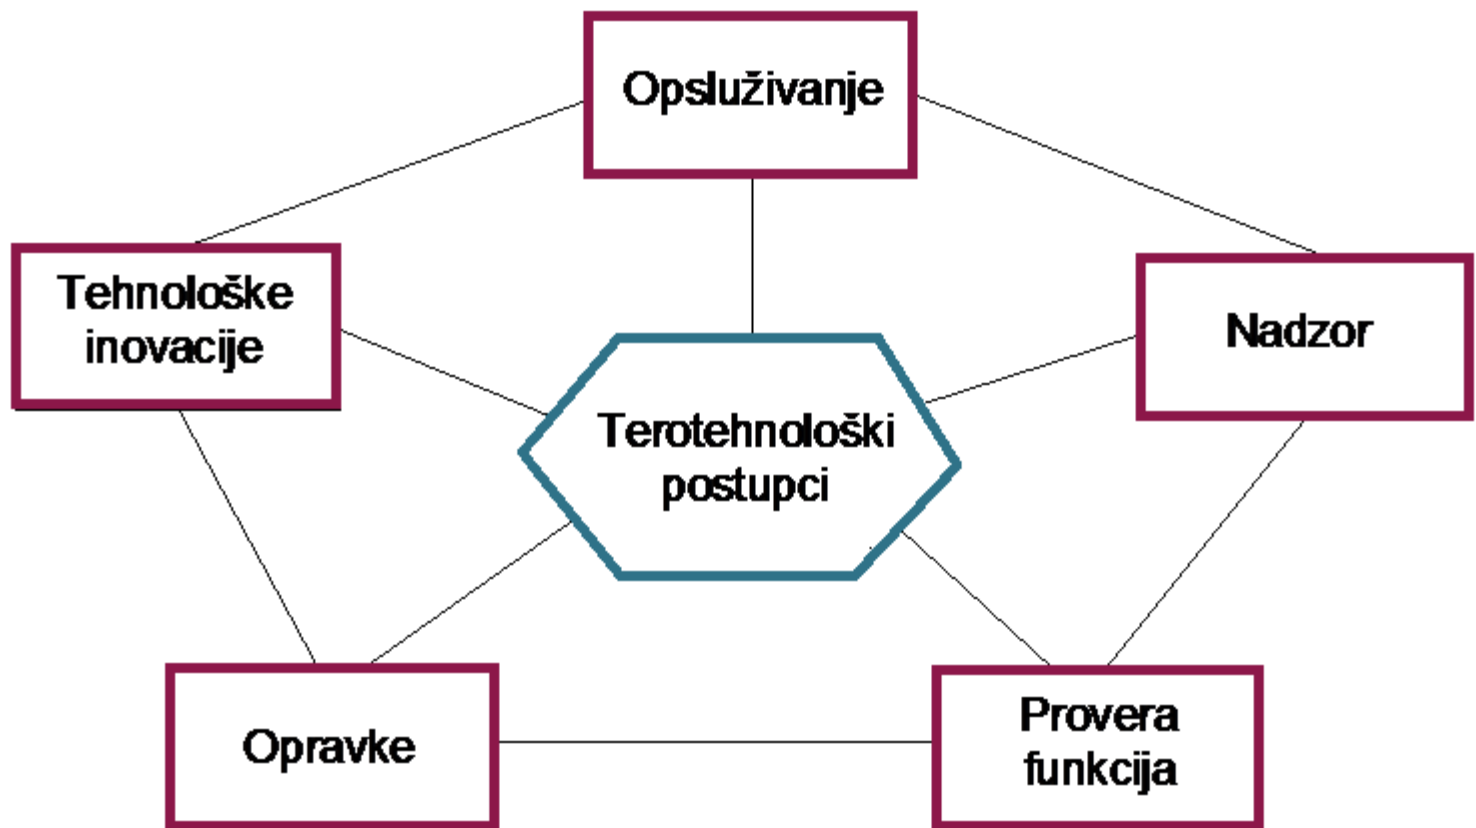 Opsluživanje
Tehnološke
inovacije
Nadzor
Terotehnološki
postupci
Opravke
Provera
funkcija